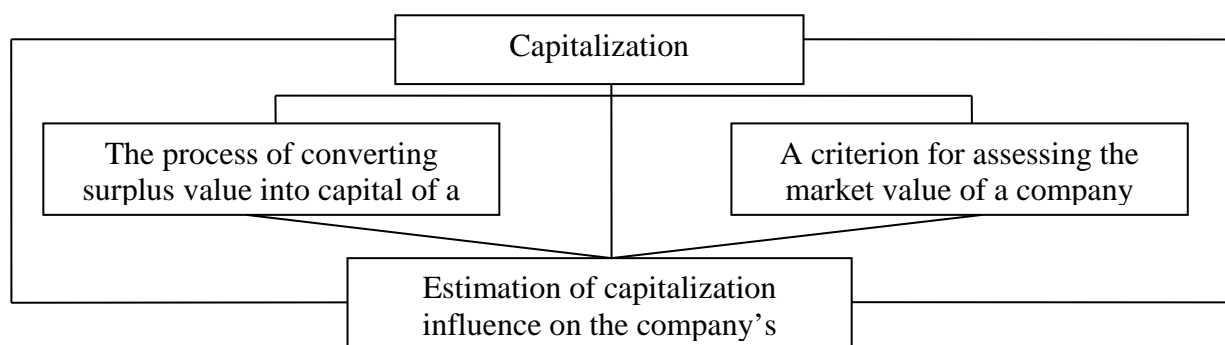 Capitalization
The process of converting
surplus value into capital of a
A criterion for assessing the
market value of a company
Estimation of capitalization
influence on the company’s